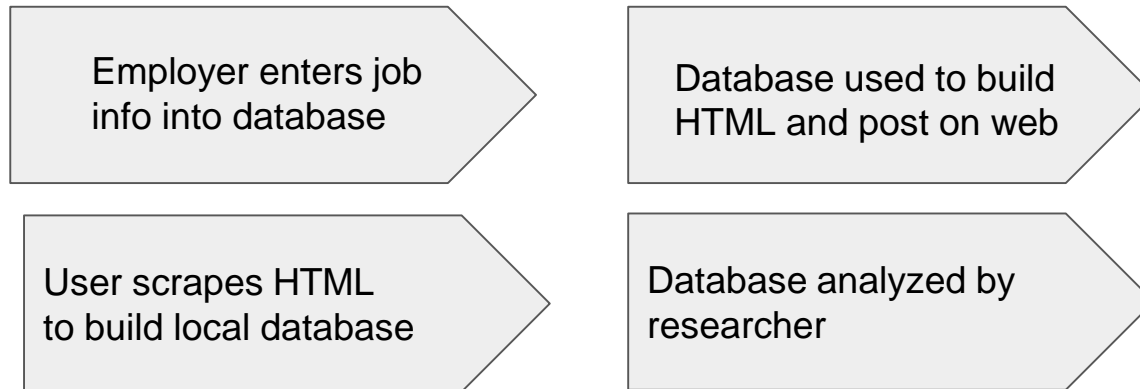 Employer enters job
info into database
Database used to build
HTML and post on web
User scrapes HTML
to build local database
Database analyzed by
researcher